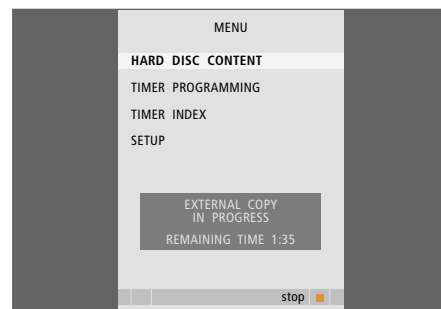 MENU
HARD DISC CONTENT
TIMER PROGRAMMING
TIMER INDEX
SETUP
EXTERNAL COPY
IN PROGRESS
REMAINING TIME 1:35
stop